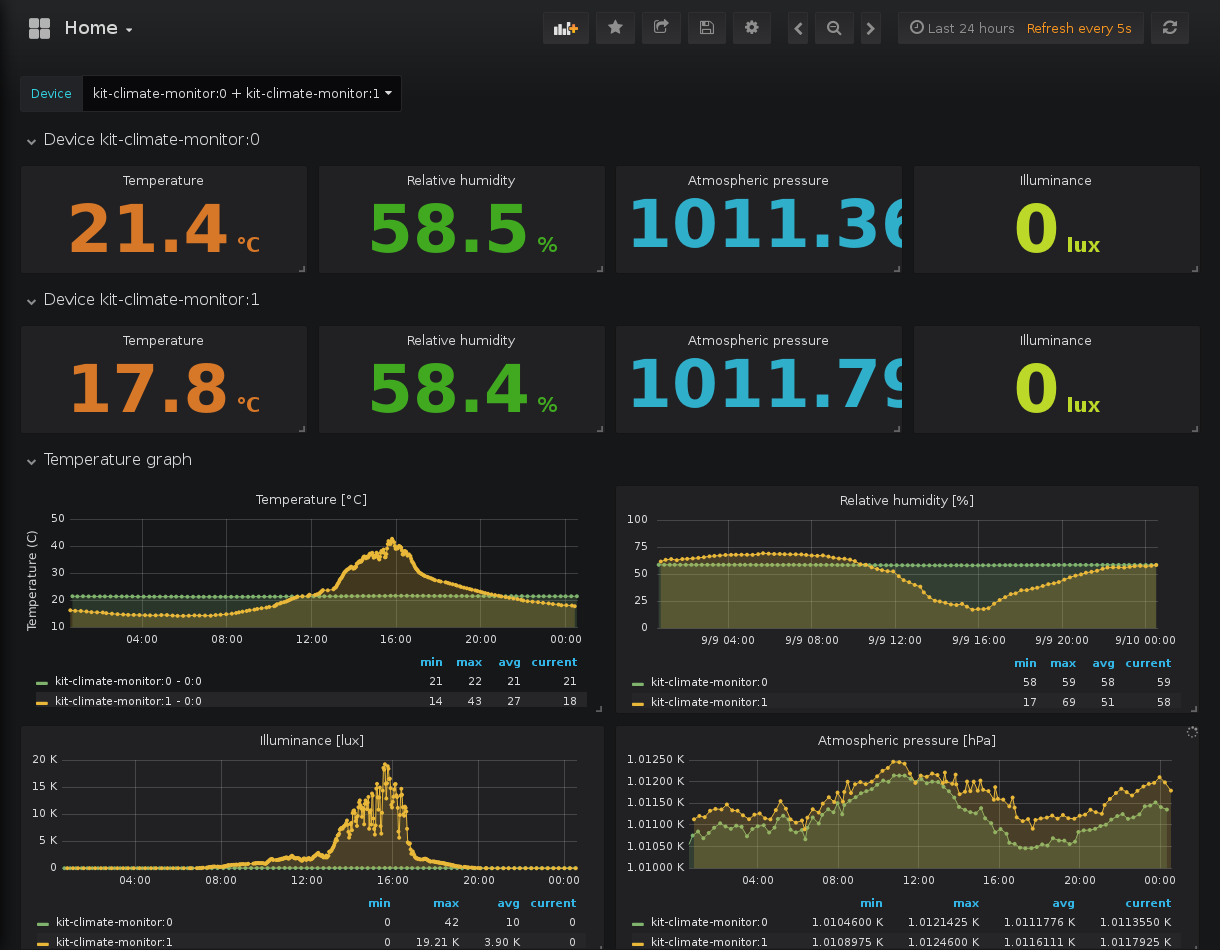 Home
Last 24 hours Refresh every 5s
Device kit-climate-monitor:0 + kit-climate-monitor:1
Device kit-climate-monitor:0
Temperature Relative humidity Atmospheric pressure Illuminance
21.4 °C 58.5 % 1011.36 0 lux
Device kit-climate-monitor:1
Temperature Relative humidity Atmospheric pressure Illuminance
17.8 °C 58.4 % 1011.79 0 lux
Temperature graph
Temperature [°C]
Temperature (C)
50
40
30
20
10
04:00 08:00 12:00 16:00 20:00 00:00
min max avg current
kit-climate-monitor:0 - 0:0 21 22 21 21
kit-climate-monitor:1 - 0:0 14 43 27 18
Relative humidity [%]
100
75
50
25
0
9/9 04:00 9/9 08:00 9/9 12:00 9/9 16:00 9/9 20:00 9/10 00:00
min max avg current
kit-climate-monitor:0 58 59 58 59
kit-climate-monitor:1 17 69 51 58
Illuminance [lux]
20 K
15 K
10 K
5 K
0
04:00 08:00 12:00 16:00 20:00 00:00
min max avg current
kit-climate-monitor:0 0 42 10 0
kit-climate-monitor:1 0 19.21 K 3.90 K 0
Atmospheric pressure [hPa]
1.01250 K
1.01200 K
1.01150 K
1.01100 K
1.01050 K
1.01000 K
04:00 08:00 12:00 16:00 20:00 00:00
min max avg current
kit-climate-monitor:0 1.0104600 K 1.0121425 K 1.0111776 K 1.0113550 K
kit-climate-monitor:1 1.0108975 K 1.0124600 K 1.0116111 K 1.0117925 K